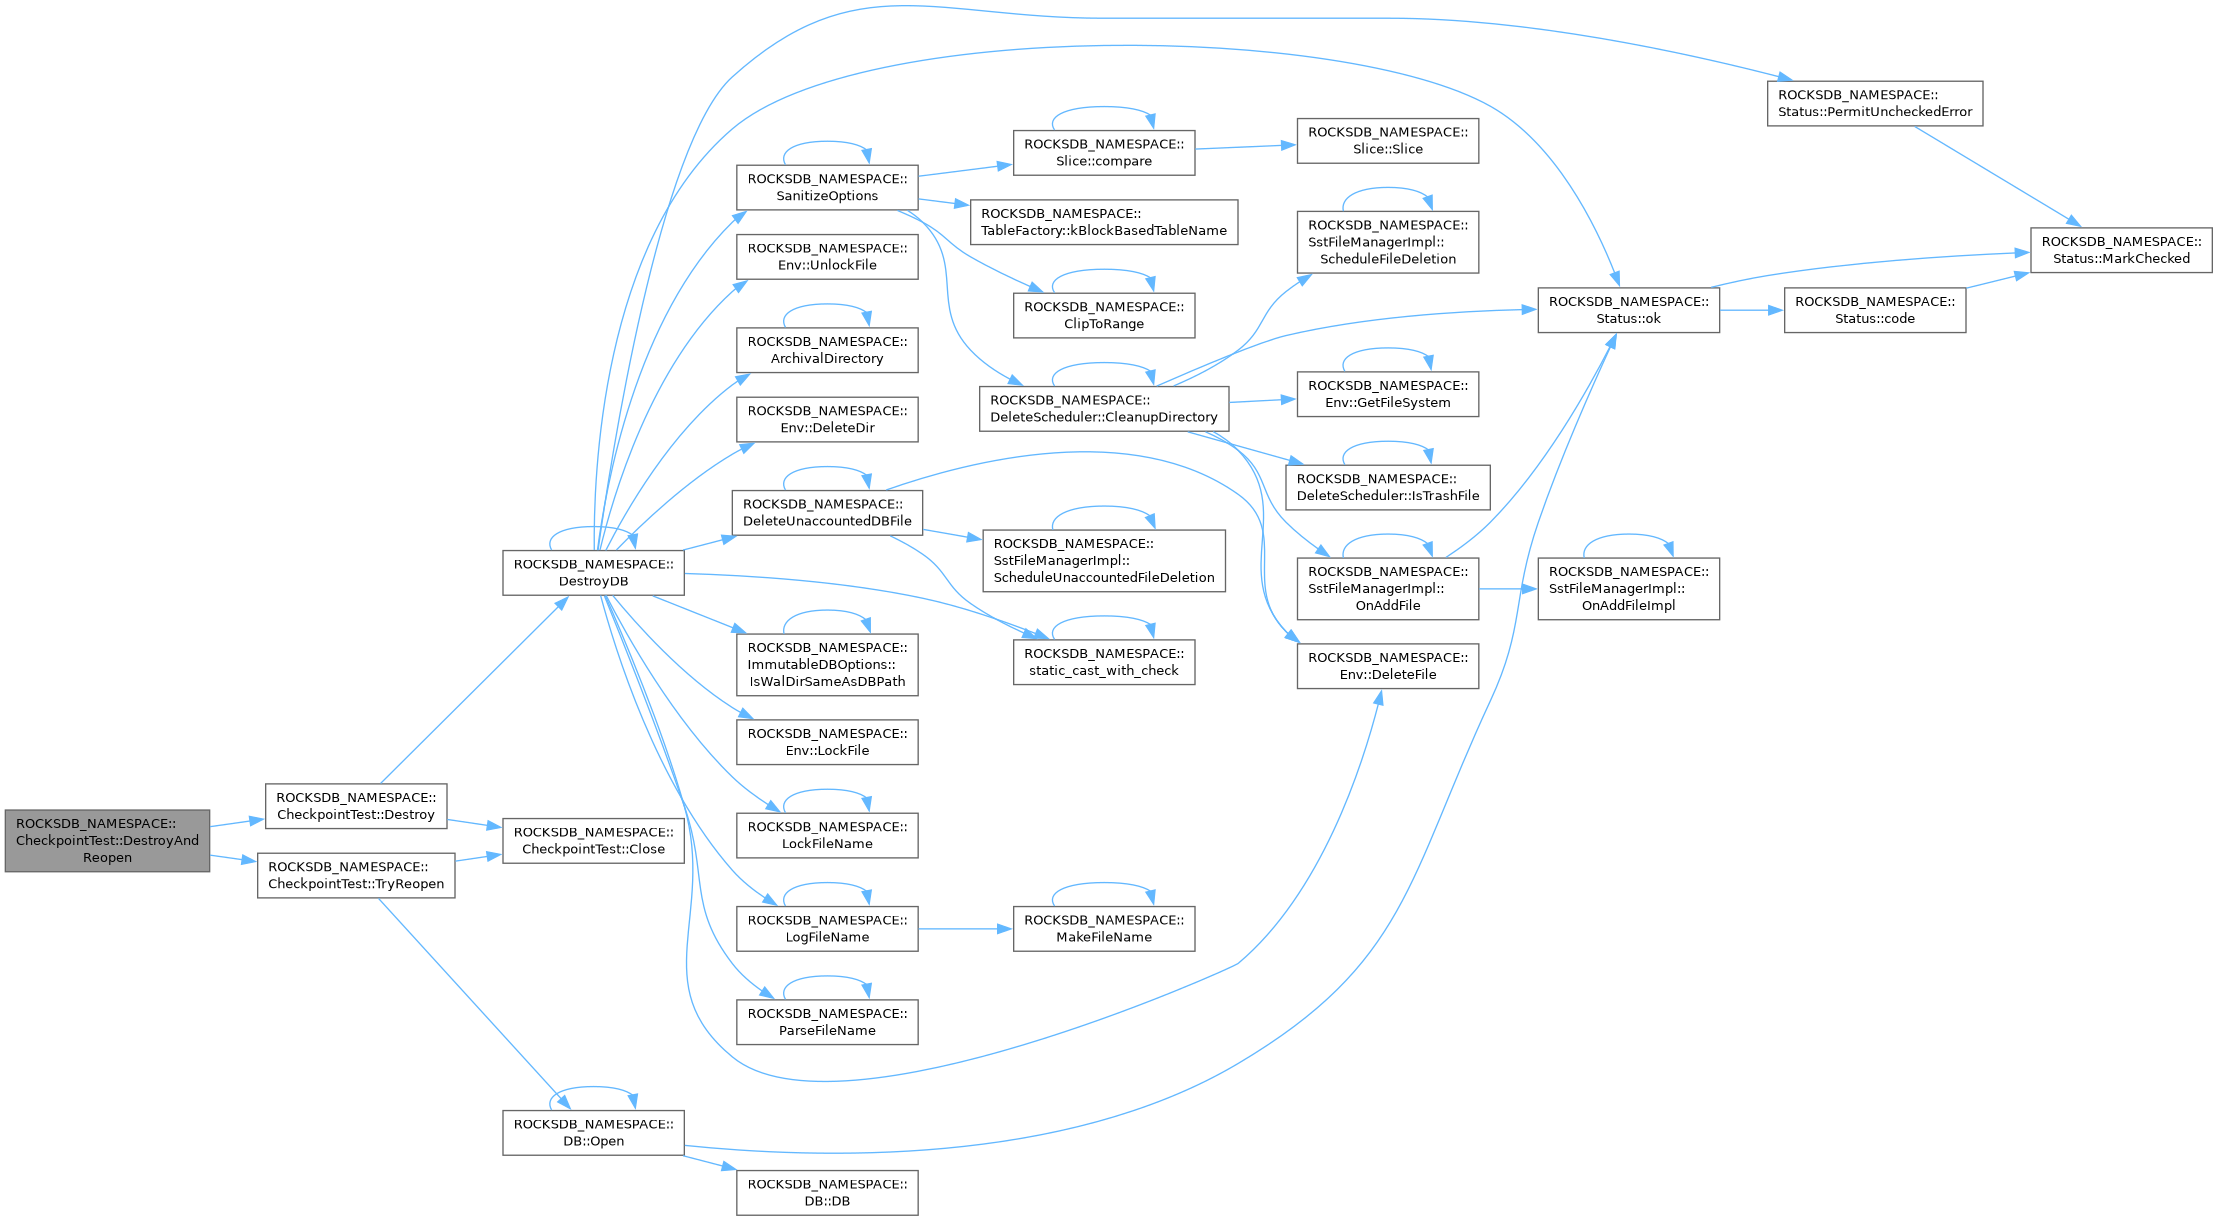 ROCKSDB_NAMESPACE::
CheckpointTest::DestroyAnd
Reopen
ROCKSDB_NAMESPACE::
CheckpointTest::Destroy
ROCKSDB_NAMESPACE::
CheckpointTest::TryReopen
ROCKSDB_NAMESPACE::
DestroyDB
ROCKSDB_NAMESPACE::
CheckpointTest::Close
ROCKSDB_NAMESPACE::
DB::Open
ROCKSDB_NAMESPACE::
SanitizeOptions
ROCKSDB_NAMESPACE::
Env::UnlockFile
ROCKSDB_NAMESPACE::
ArchivalDirectory
ROCKSDB_NAMESPACE::
Env::DeleteDir
ROCKSDB_NAMESPACE::
DeleteUnaccountedDBFile
ROCKSDB_NAMESPACE::
ImmutableDBOptions::
IsWalDirSameAsDBPath
ROCKSDB_NAMESPACE::
Env::LockFile
ROCKSDB_NAMESPACE::
LockFileName
ROCKSDB_NAMESPACE::
LogFileName
ROCKSDB_NAMESPACE::
ParseFileName
ROCKSDB_NAMESPACE::
DB::DB
ROCKSDB_NAMESPACE::
Slice::compare
ROCKSDB_NAMESPACE::
TableFactory::kBlockBasedTableName
ROCKSDB_NAMESPACE::
ClipToRange
ROCKSDB_NAMESPACE::
DeleteScheduler::CleanupDirectory
ROCKSDB_NAMESPACE::
SstFileManagerImpl::
ScheduleUnaccountedFileDeletion
ROCKSDB_NAMESPACE::
static_cast_with_check
ROCKSDB_NAMESPACE::
MakeFileName
ROCKSDB_NAMESPACE::
Slice::Slice
ROCKSDB_NAMESPACE::
SstFileManagerImpl::
ScheduleFileDeletion
ROCKSDB_NAMESPACE::
Env::GetFileSystem
ROCKSDB_NAMESPACE::
DeleteScheduler::IsTrashFile
ROCKSDB_NAMESPACE::
SstFileManagerImpl::
OnAddFile
ROCKSDB_NAMESPACE::
Env::DeleteFile
ROCKSDB_NAMESPACE::
Status::ok
ROCKSDB_NAMESPACE::
SstFileManagerImpl::
OnAddFileImpl
ROCKSDB_NAMESPACE::
Status::PermitUncheckedError
ROCKSDB_NAMESPACE::
Status::code
ROCKSDB_NAMESPACE::
Status::MarkChecked